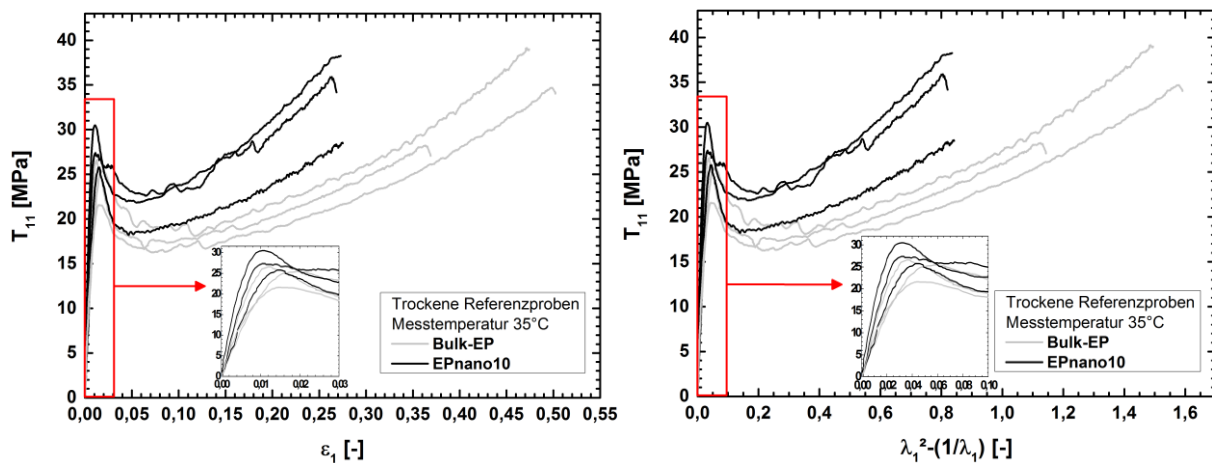 T₁₁ [MPa]
40
35
30
25
20
15
10
5
0
30
25
20
15
10
5
0
0,00 0,01 0,02 0,03
Trockene Referenzproben
Messtemperatur 35°C
Bulk-EP
EPnano10
0,00 0,05 0,10 0,15 0,20 0,25 0,30 0,35 0,40 0,45 0,50 0,55
ε₁ [-]
T₁₁ [MPa]
40
35
30
25
20
15
10
5
0
30
25
20
15
10
5
0
0,00 0,02 0,04 0,06 0,08 0,10
Trockene Referenzproben
Messtemperatur 35°C
Bulk-EP
EPnano10
0,0 0,2 0,4 0,6 0,8 1,0 1,2 1,4 1,6
λ₁²-(1/λ₁) [-]